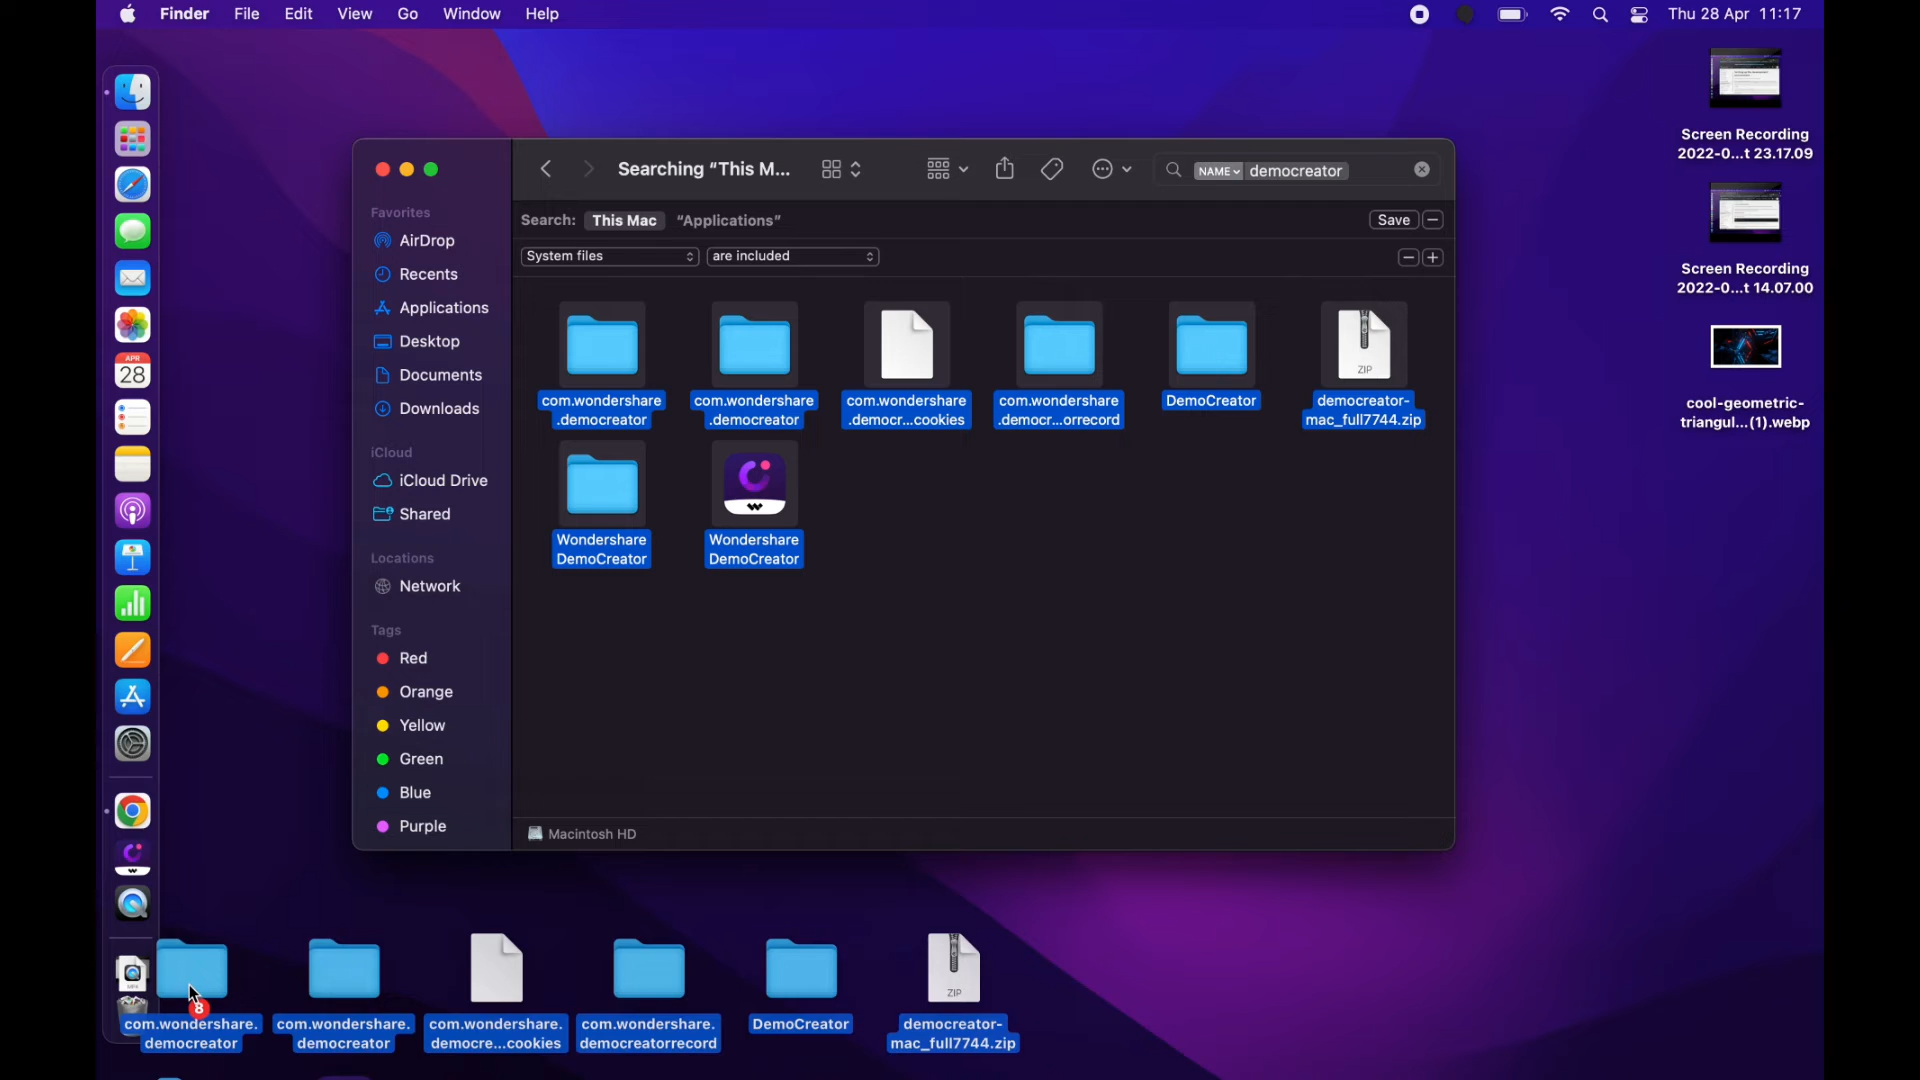 Finder File Edit View Go Window Help
Thu 28 Apr 11:17
Searching “This M...
NAME democreator
Search: This Mac “Applications”
Save
System files are included
Favorites
AirDrop
Recents
Applications
Desktop
Documents
Downloads
iCloud
iCloud Drive
Shared
Locations
Network
Tags
Red
Orange
Yellow
Green
Blue
Purple
com.wondershare
.democreator
com.wondershare
.democreator
com.wondershare
.democr...cookies
com.wondershare
.democr...orrecord
DemoCreator
ZIP
democreator-
mac_full7744.zip
Wondershare
DemoCreator
Wondershare
DemoCreator
Macintosh HD
Screen Recording
2022-0...t 23.17.09
Screen Recording
2022-0...t 14.07.00
cool-geometric-
triangul...(1).webp
APR
28
8
com.wondershare.
democreator
com.wondershare.
democreator
com.wondershare.
democre...cookies
com.wondershare.
democreatorrecord
DemoCreator
ZIP
democreator-
mac_full7744.zip